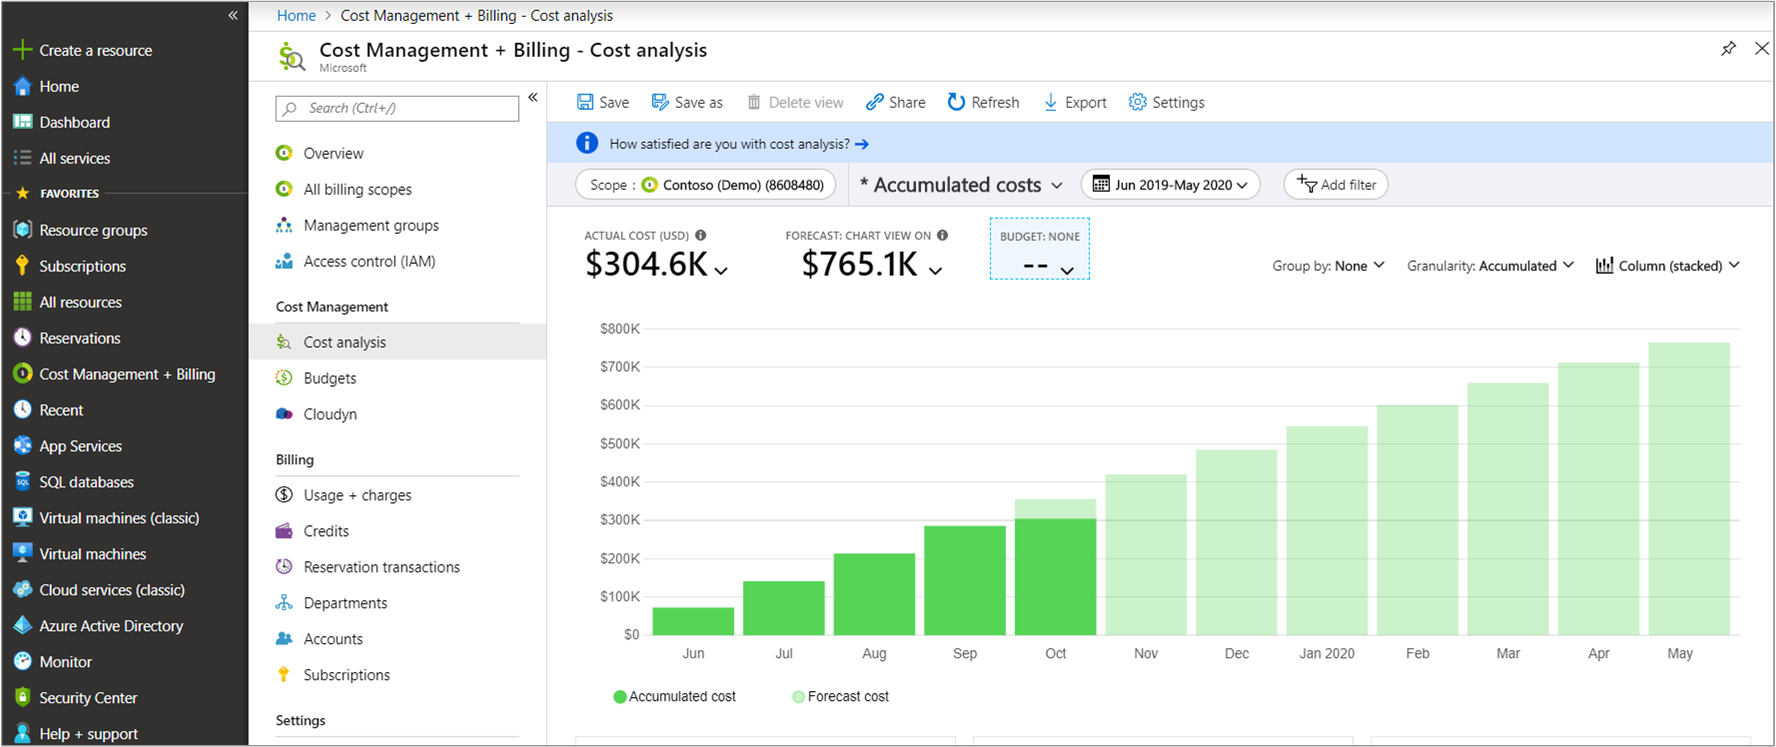 «
Create a resource
Home
Dashboard
All services
FAVORITES
Resource groups
Subscriptions
All resources
Reservations
Cost Management + Billing
Recent
App Services
SQL databases
Virtual machines (classic)
Virtual machines
Cloud services (classic)
Azure Active Directory
Monitor
Security Center
Help + support
Home > Cost Management + Billing - Cost analysis
Cost Management + Billing - Cost analysis
Microsoft
Search (Ctrl+/)
«
Overview
All billing scopes
Management groups
Access control (IAM)
Cost Management
Cost analysis
Budgets
Cloudyn
Billing
Usage + charges
Credits
Reservation transactions
Departments
Accounts
Subscriptions
Settings
Save Save as Delete view Share Refresh Export Settings
How satisfied are you with cost analysis? →
Scope : Contoso (Demo) (8608480) * Accumulated costs Jun 2019-May 2020 Add filter
ACTUAL COST (USD) FORECAST: CHART VIEW ON BUDGET: NONE
$304.6K $765.1K --
Group by: None Granularity: Accumulated Column (stacked)
$800K
$700K
$600K
$500K
$400K
$300K
$200K
$100K
$0
Jun Jul Aug Sep Oct Nov Dec Jan 2020 Feb Mar Apr May
Accumulated cost Forecast cost